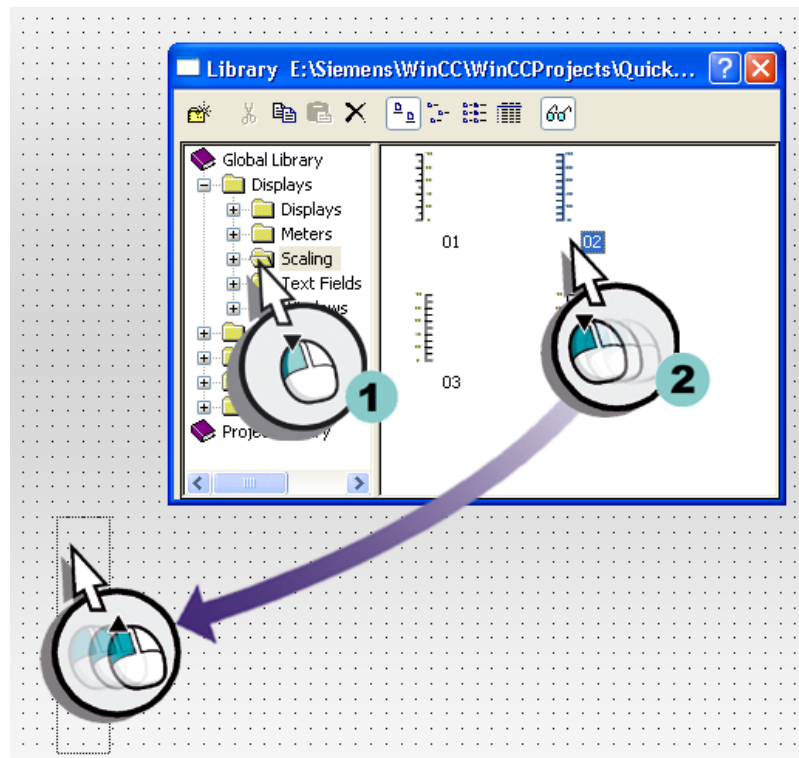 Library E:\Siemens\WinCC\WinCCProjects\Quick...
Global Library
Displays
Displays
Meters
Scaling
Text Fields
01
02
03
1
2